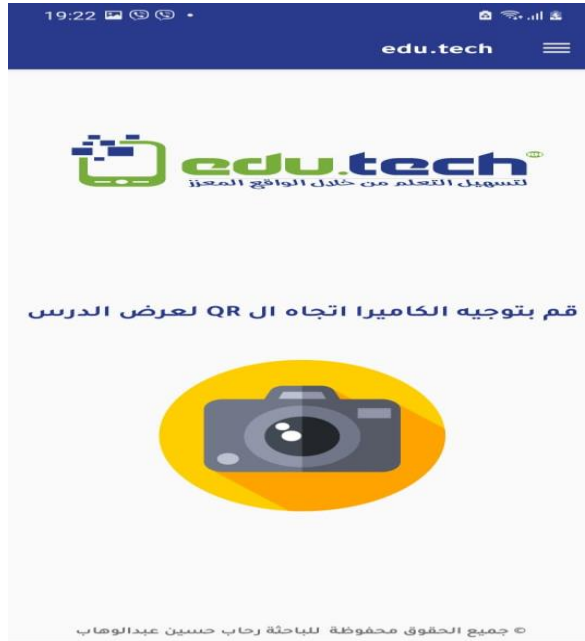 19:22
edu.tech
edu.tech
لتسهيل التعلم من خلال الواقع المعزز
قم بتوجيه الكاميرا اتجاه ال QR لعرض الدرس
© جميع الحقوق محفوظة للباحثة رحاب حسين عبدالوهاب